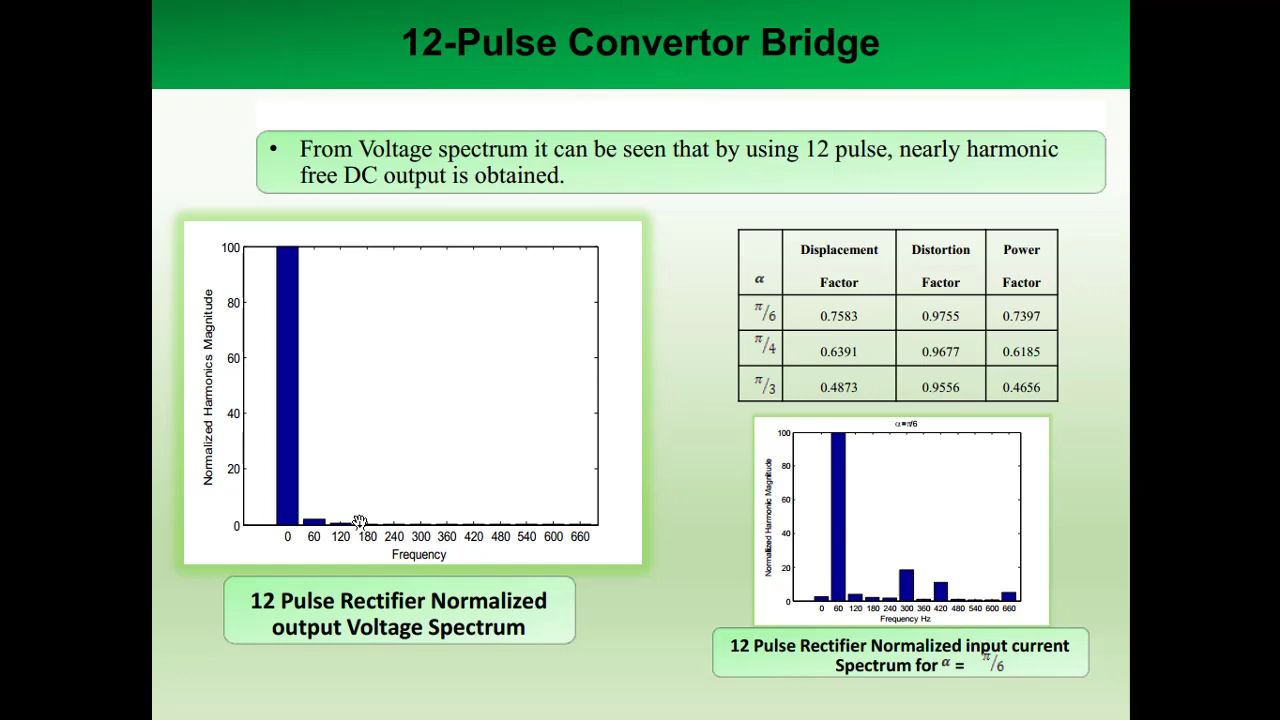 12-Pulse Convertor Bridge
• From Voltage spectrum it can be seen that by using 12 pulse, nearly harmonic
free DC output is obtained.
Normalized Harmonics Magnitude
100
80
60
40
20
0
0 60 120 180 240 300 360 420 480 540 600 660
Frequency
12 Pulse Rectifier Normalized
output Voltage Spectrum
α Displacement Factor Distortion Factor Power Factor
π/6 0.7583 0.9755 0.7397
π/4 0.6391 0.9677 0.6185
π/3 0.4873 0.9556 0.4656
α=π/6
Normalized Harmonic Magnitude
100
80
60
40
20
0
0 60 120 180 240 300 360 420 480 540 600 660
Frequency Hz
12 Pulse Rectifier Normalized input current
Spectrum for α = π/6